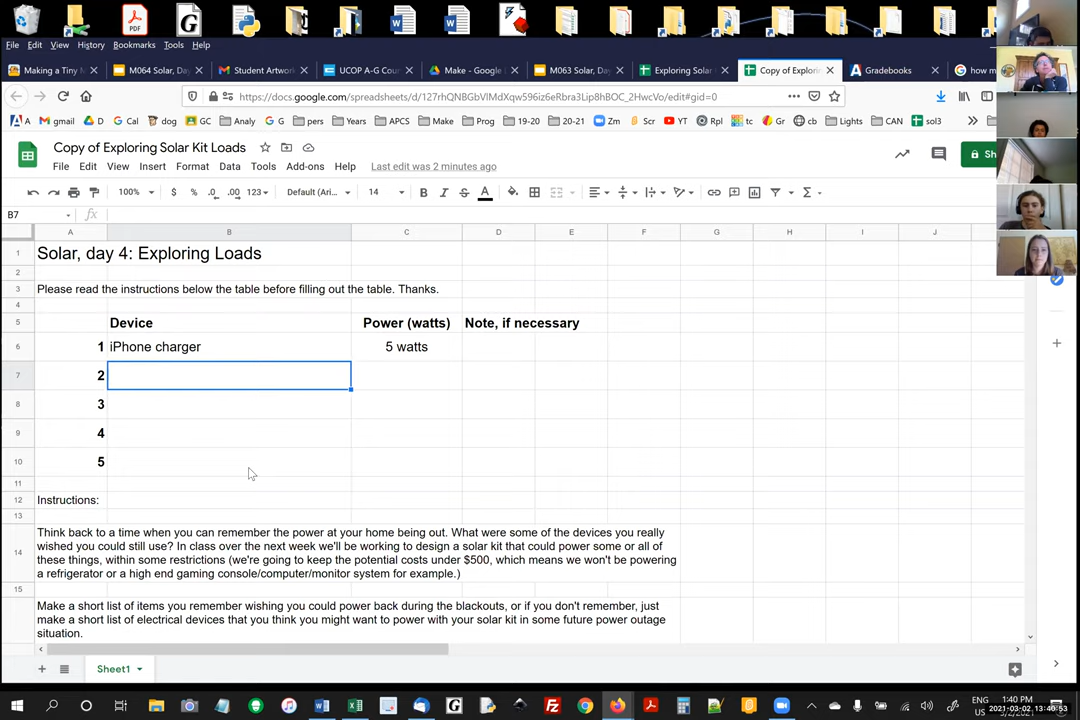 File Edit View History Bookmarks Tools Help
Making a Tiny M
M064 Solar, Da
Student Artwork
UCOP A-G Cour
Make - Google
M063 Solar, Day
Exploring Solar
Copy of Explori
Gradebooks
how m
https://docs.google.com/spreadsheets/d/127rhQNBGbVlMdXqw596iz6eRbra3Lip8hBOC_2HwcVo/edit#gid=0
A gmail D G Cal dog GC Analy G pers Years APCS Make Prog 19-20 20-21 Zm Scr YT Rpl tc Gr cb Lights CAN sol3
Copy of Exploring Solar Kit Loads
File Edit View Insert Format Data Tools Add-ons Help Last edit was 2 minutes ago
Sh
100% $ % .0 .00 123 Default (Ari... 14 B I S A
B7 fx
A B C D E F G H I J
1 Solar, day 4: Exploring Loads
2
3 Please read the instructions below the table before filling out the table. Thanks.
4
5 Device Power (watts) Note, if necessary
6 1 iPhone charger 5 watts
7 2
8 3
9 4
10 5
11
12 Instructions:
13
14
Think back to a time when you can remember the power at your home being out. What were some of the devices you really
wished you could still use? In class over the next week we'll be working to design a solar kit that could power some or all of
these things, within some restrictions (we're going to keep the potential costs under $500, which means we won't be powering
a refrigerator or a high end gaming console/computer/monitor system for example.)
15
Make a short list of items you remember wishing you could power back during the blackouts, or if you don't remember, just
make a short list of electrical devices that you think you might want to power with your solar kit in some future power outage
situation.
Sheet1
ENG
US
1:40 PM
2021-03-02 13:40:53